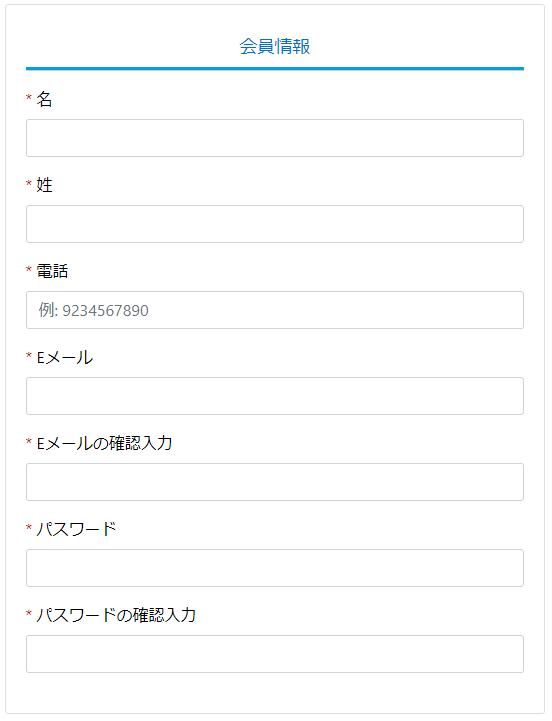 会員情報
* 名
* 姓
* 電話
例: 9234567890
* Eメール
* Eメールの確認入力
* パスワード
* パスワードの確認入力